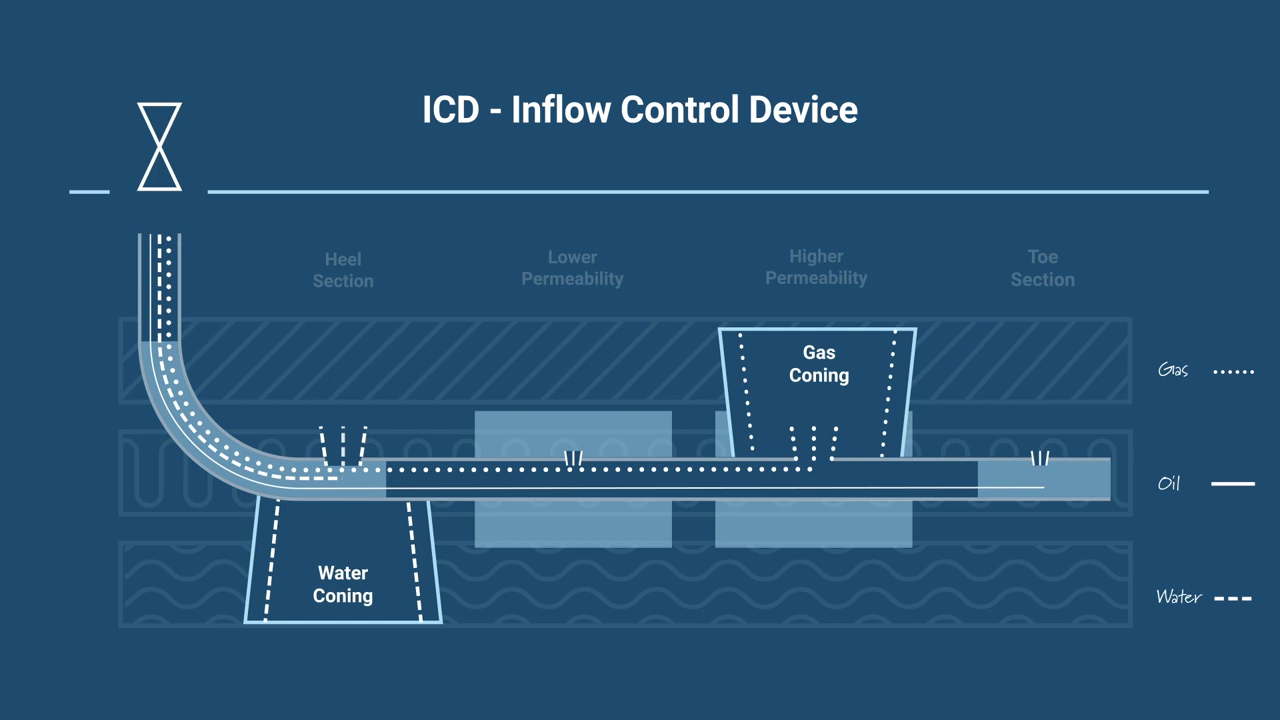 ICD - Inflow Control Device
Heel
Section
Lower
Permeability
Higher
Permeability
Toe
Section
Gas
Coning
Gas
Oil
Water
Coning
Water